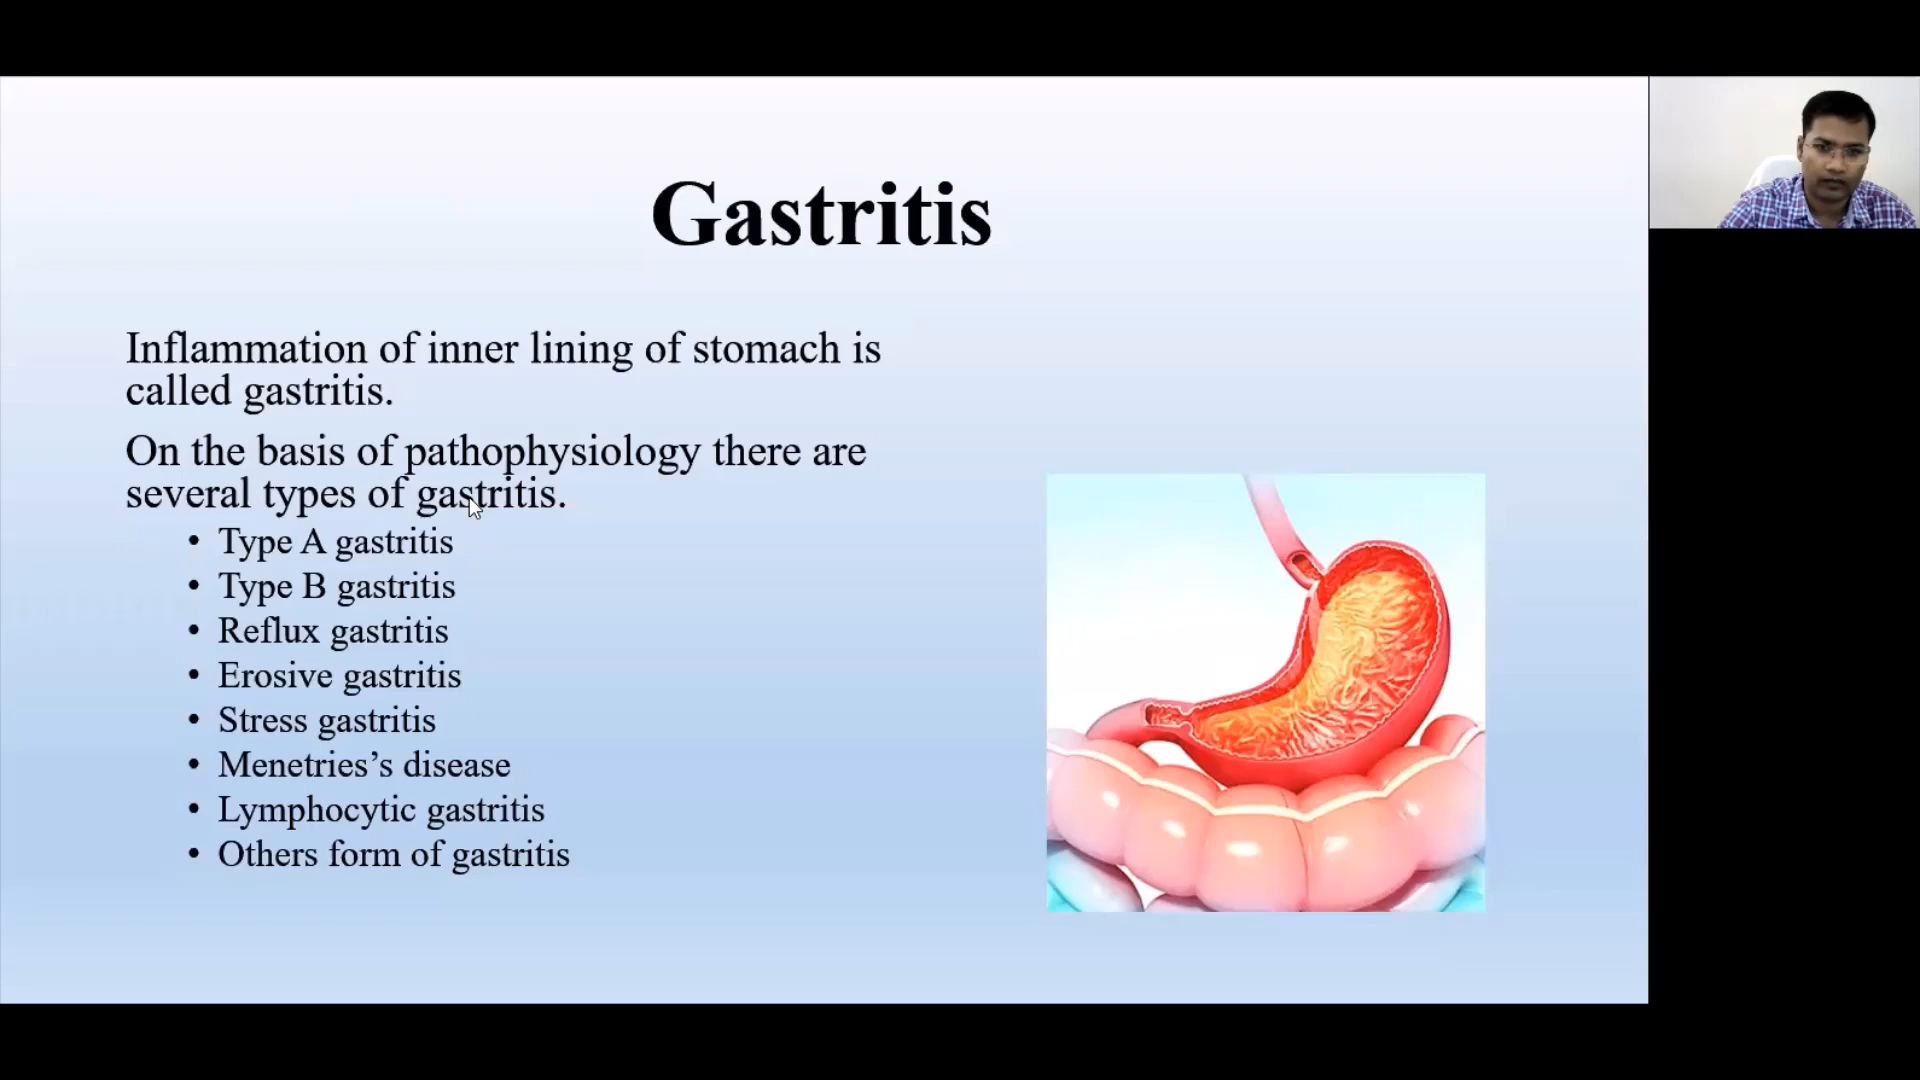 Gastritis
Inflammation of inner lining of stomach is
called gastritis.
On the basis of pathophysiology there are
several types of gastritis.
• Type A gastritis
• Type B gastritis
• Reflux gastritis
• Erosive gastritis
• Stress gastritis
• Menetries’s disease
• Lymphocytic gastritis
• Others form of gastritis